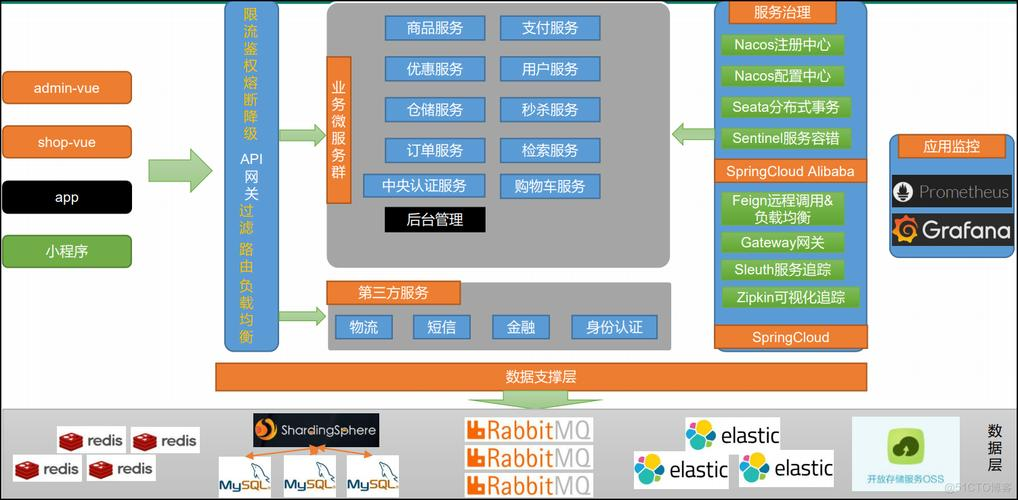 admin-vue
shop-vue
app
小程序
限流鉴权熔断降级
API
网关
过滤
路由
负载均衡
业务微服务群
商品服务
支付服务
优惠服务
用户服务
仓储服务
秒杀服务
订单服务
检索服务
中央认证服务
购物车服务
后台管理
第三方服务
物流
短信
金融
身份认证
服务治理
Nacos注册中心
Nacos配置中心
Seata分布式事务
Sentinel服务容错
SpringCloud Alibaba
Feign远程调用&
负载均衡
Gateway网关
Sleuth服务追踪
Zipkin可视化追踪
SpringCloud
应用监控
Prometheus
Grafana
数据支撑层
redis
redis
redis
redis
ShardingSphere
MySQL
MySQL
MySQL
RabbitMQ
RabbitMQ
RabbitMQ
elastic
elastic
elastic
开放存储服务OSS
数据层
@51CTO博客